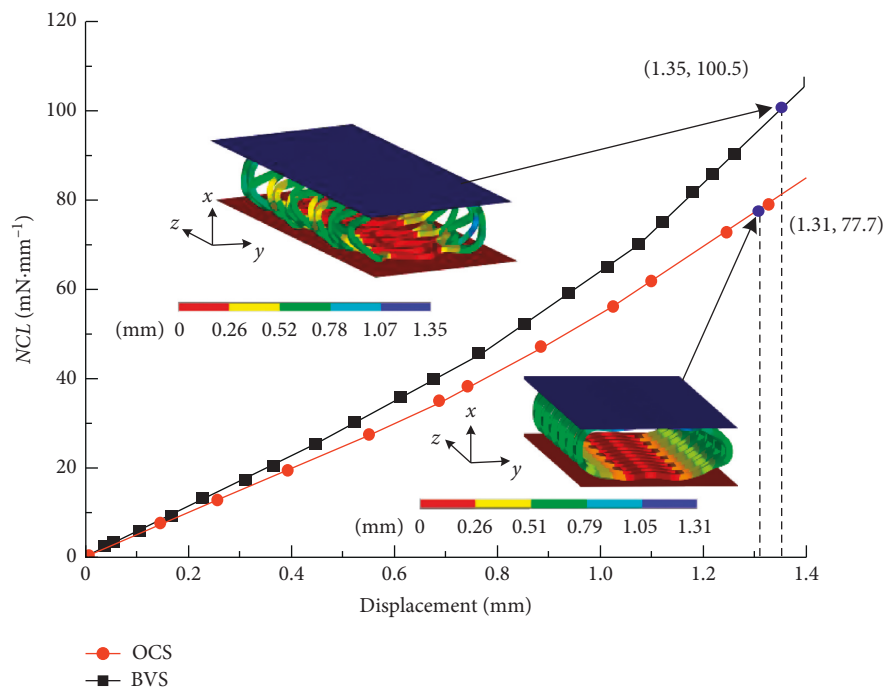 120
100
80
60
40
20
0
NCL (mN·mm⁻¹)
(1.35, 100.5)
(1.31, 77.7)
x
z
y
(mm) 0 0.26 0.52 0.78 1.07 1.35
x
z
y
(mm) 0 0.26 0.51 0.79 1.05 1.31
0 0.2 0.4 0.6 0.8 1.0 1.2 1.4
Displacement (mm)
OCS
BVS